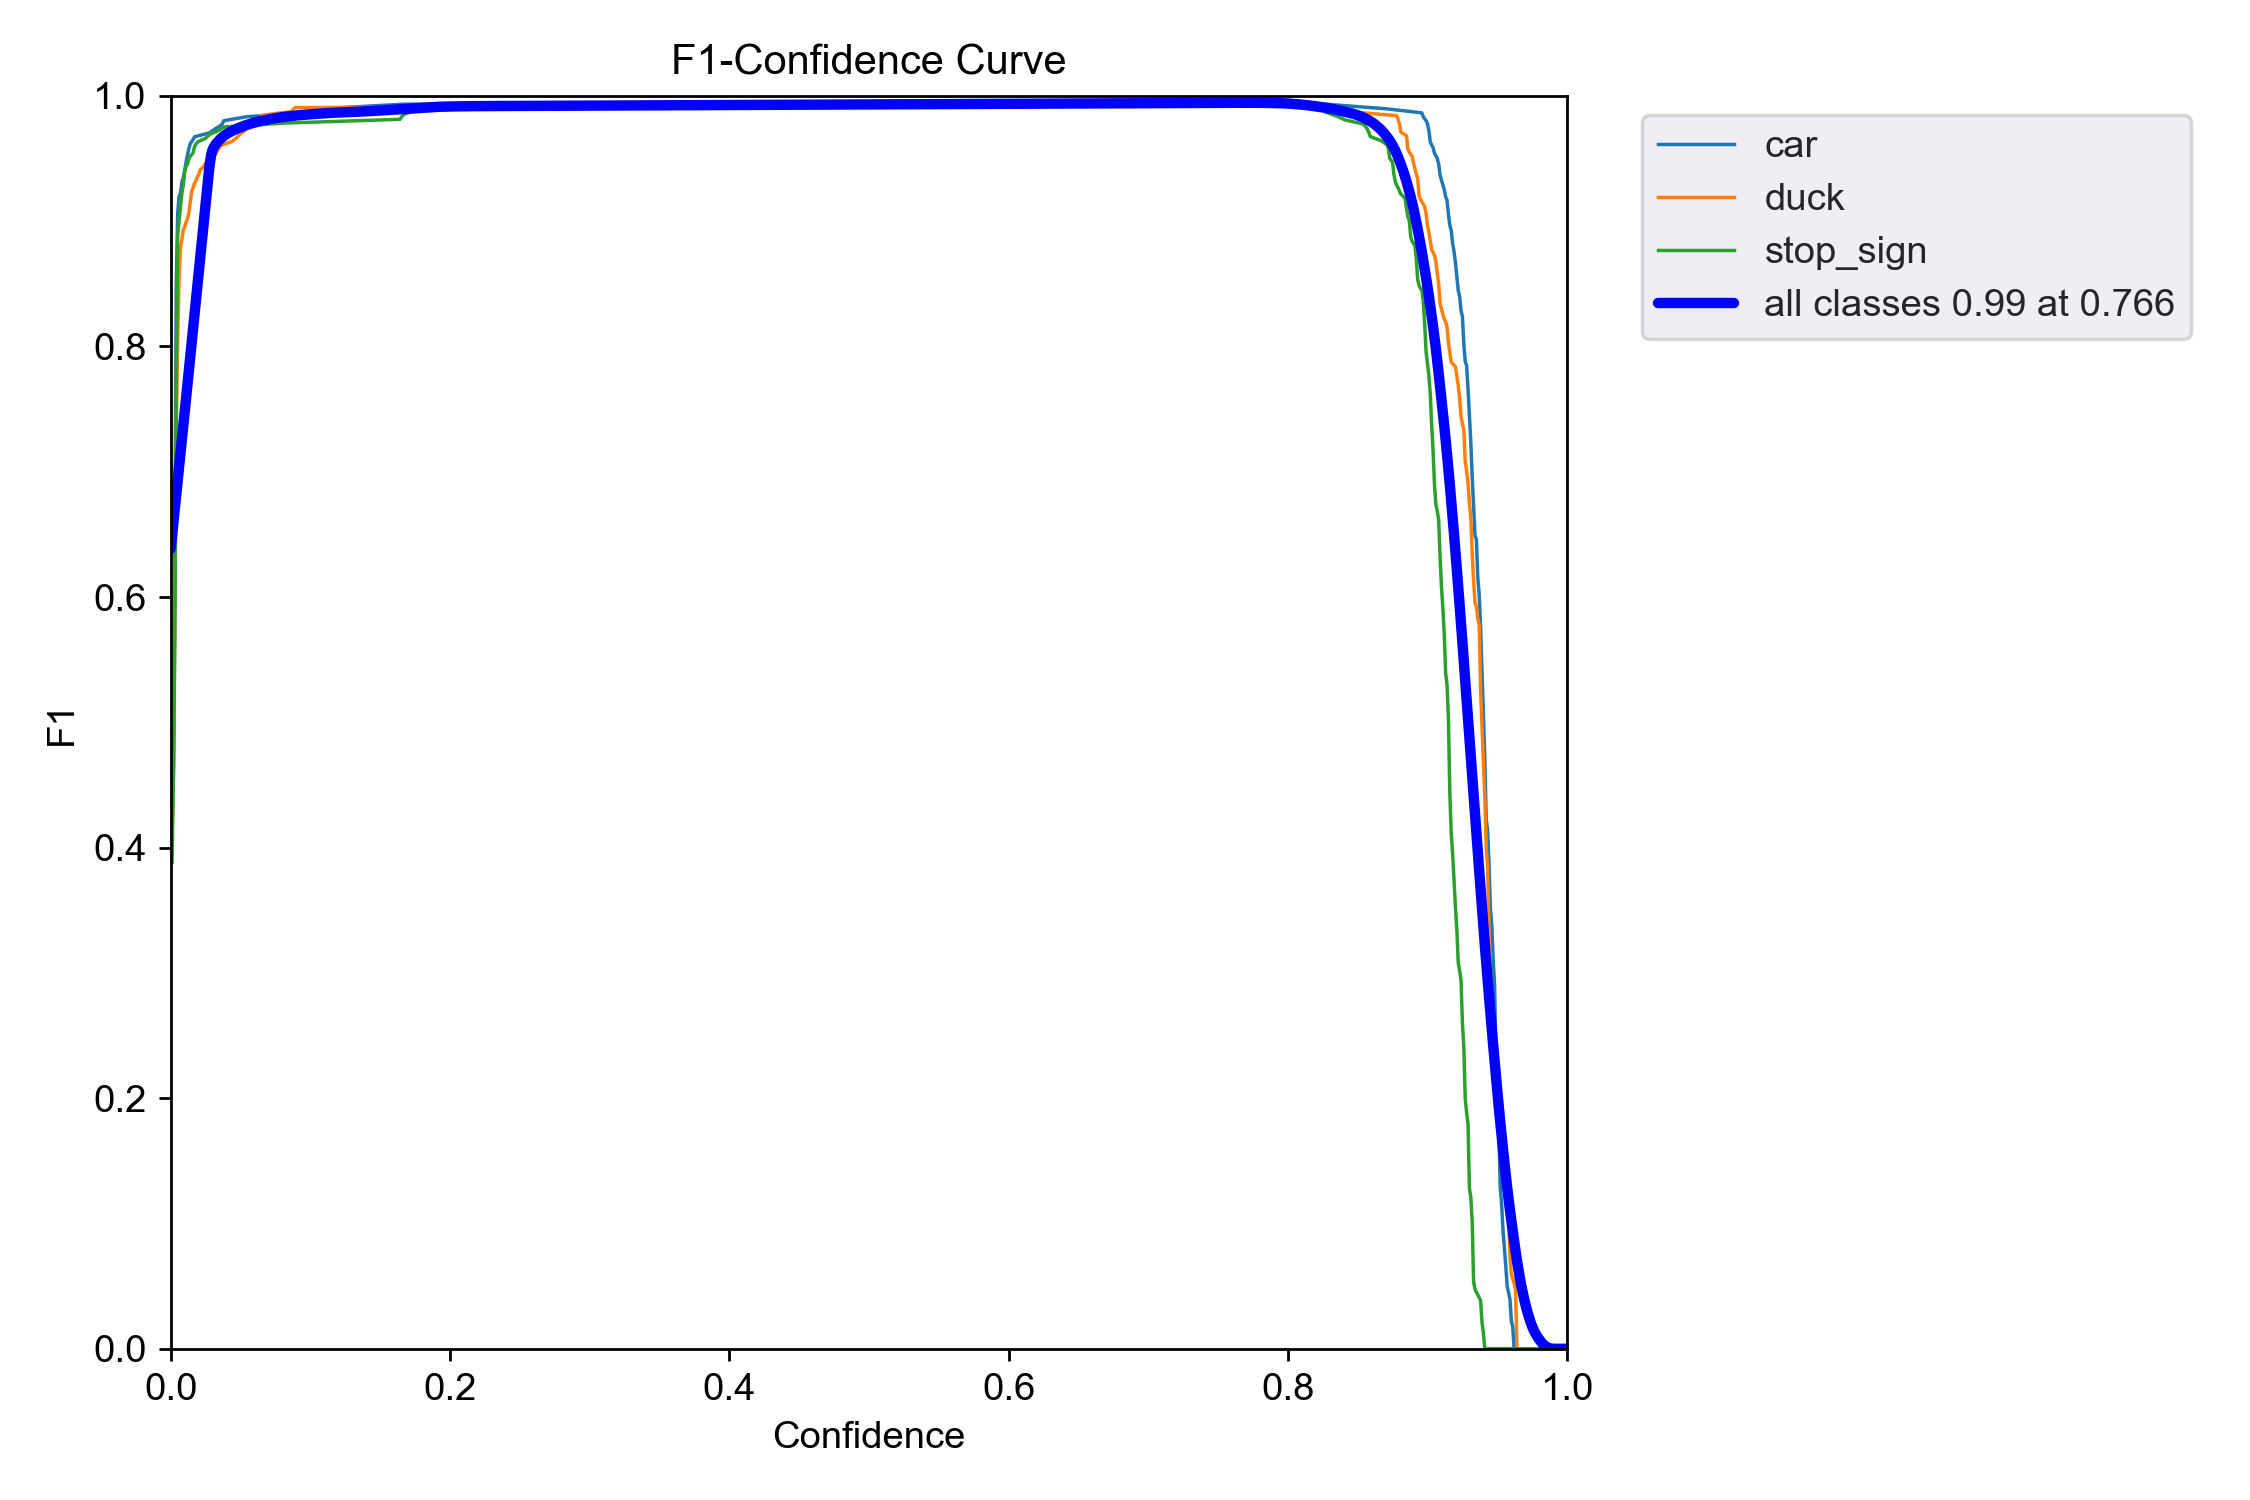 F1-Confidence Curve
1.0
0.8
0.6
0.4
0.2
0.0
F1
0.0 0.2 0.4 0.6 0.8 1.0
Confidence
car
duck
stop_sign
all classes 0.99 at 0.766